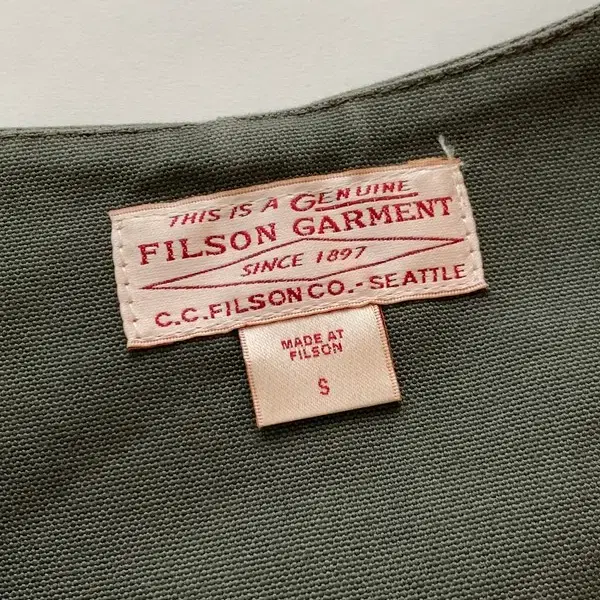 THIS IS A GENUINE
FILSON GARMENT
SINCE 1897
C.C. FILSON CO. - SEATTLE
MADE AT
FILSON
S